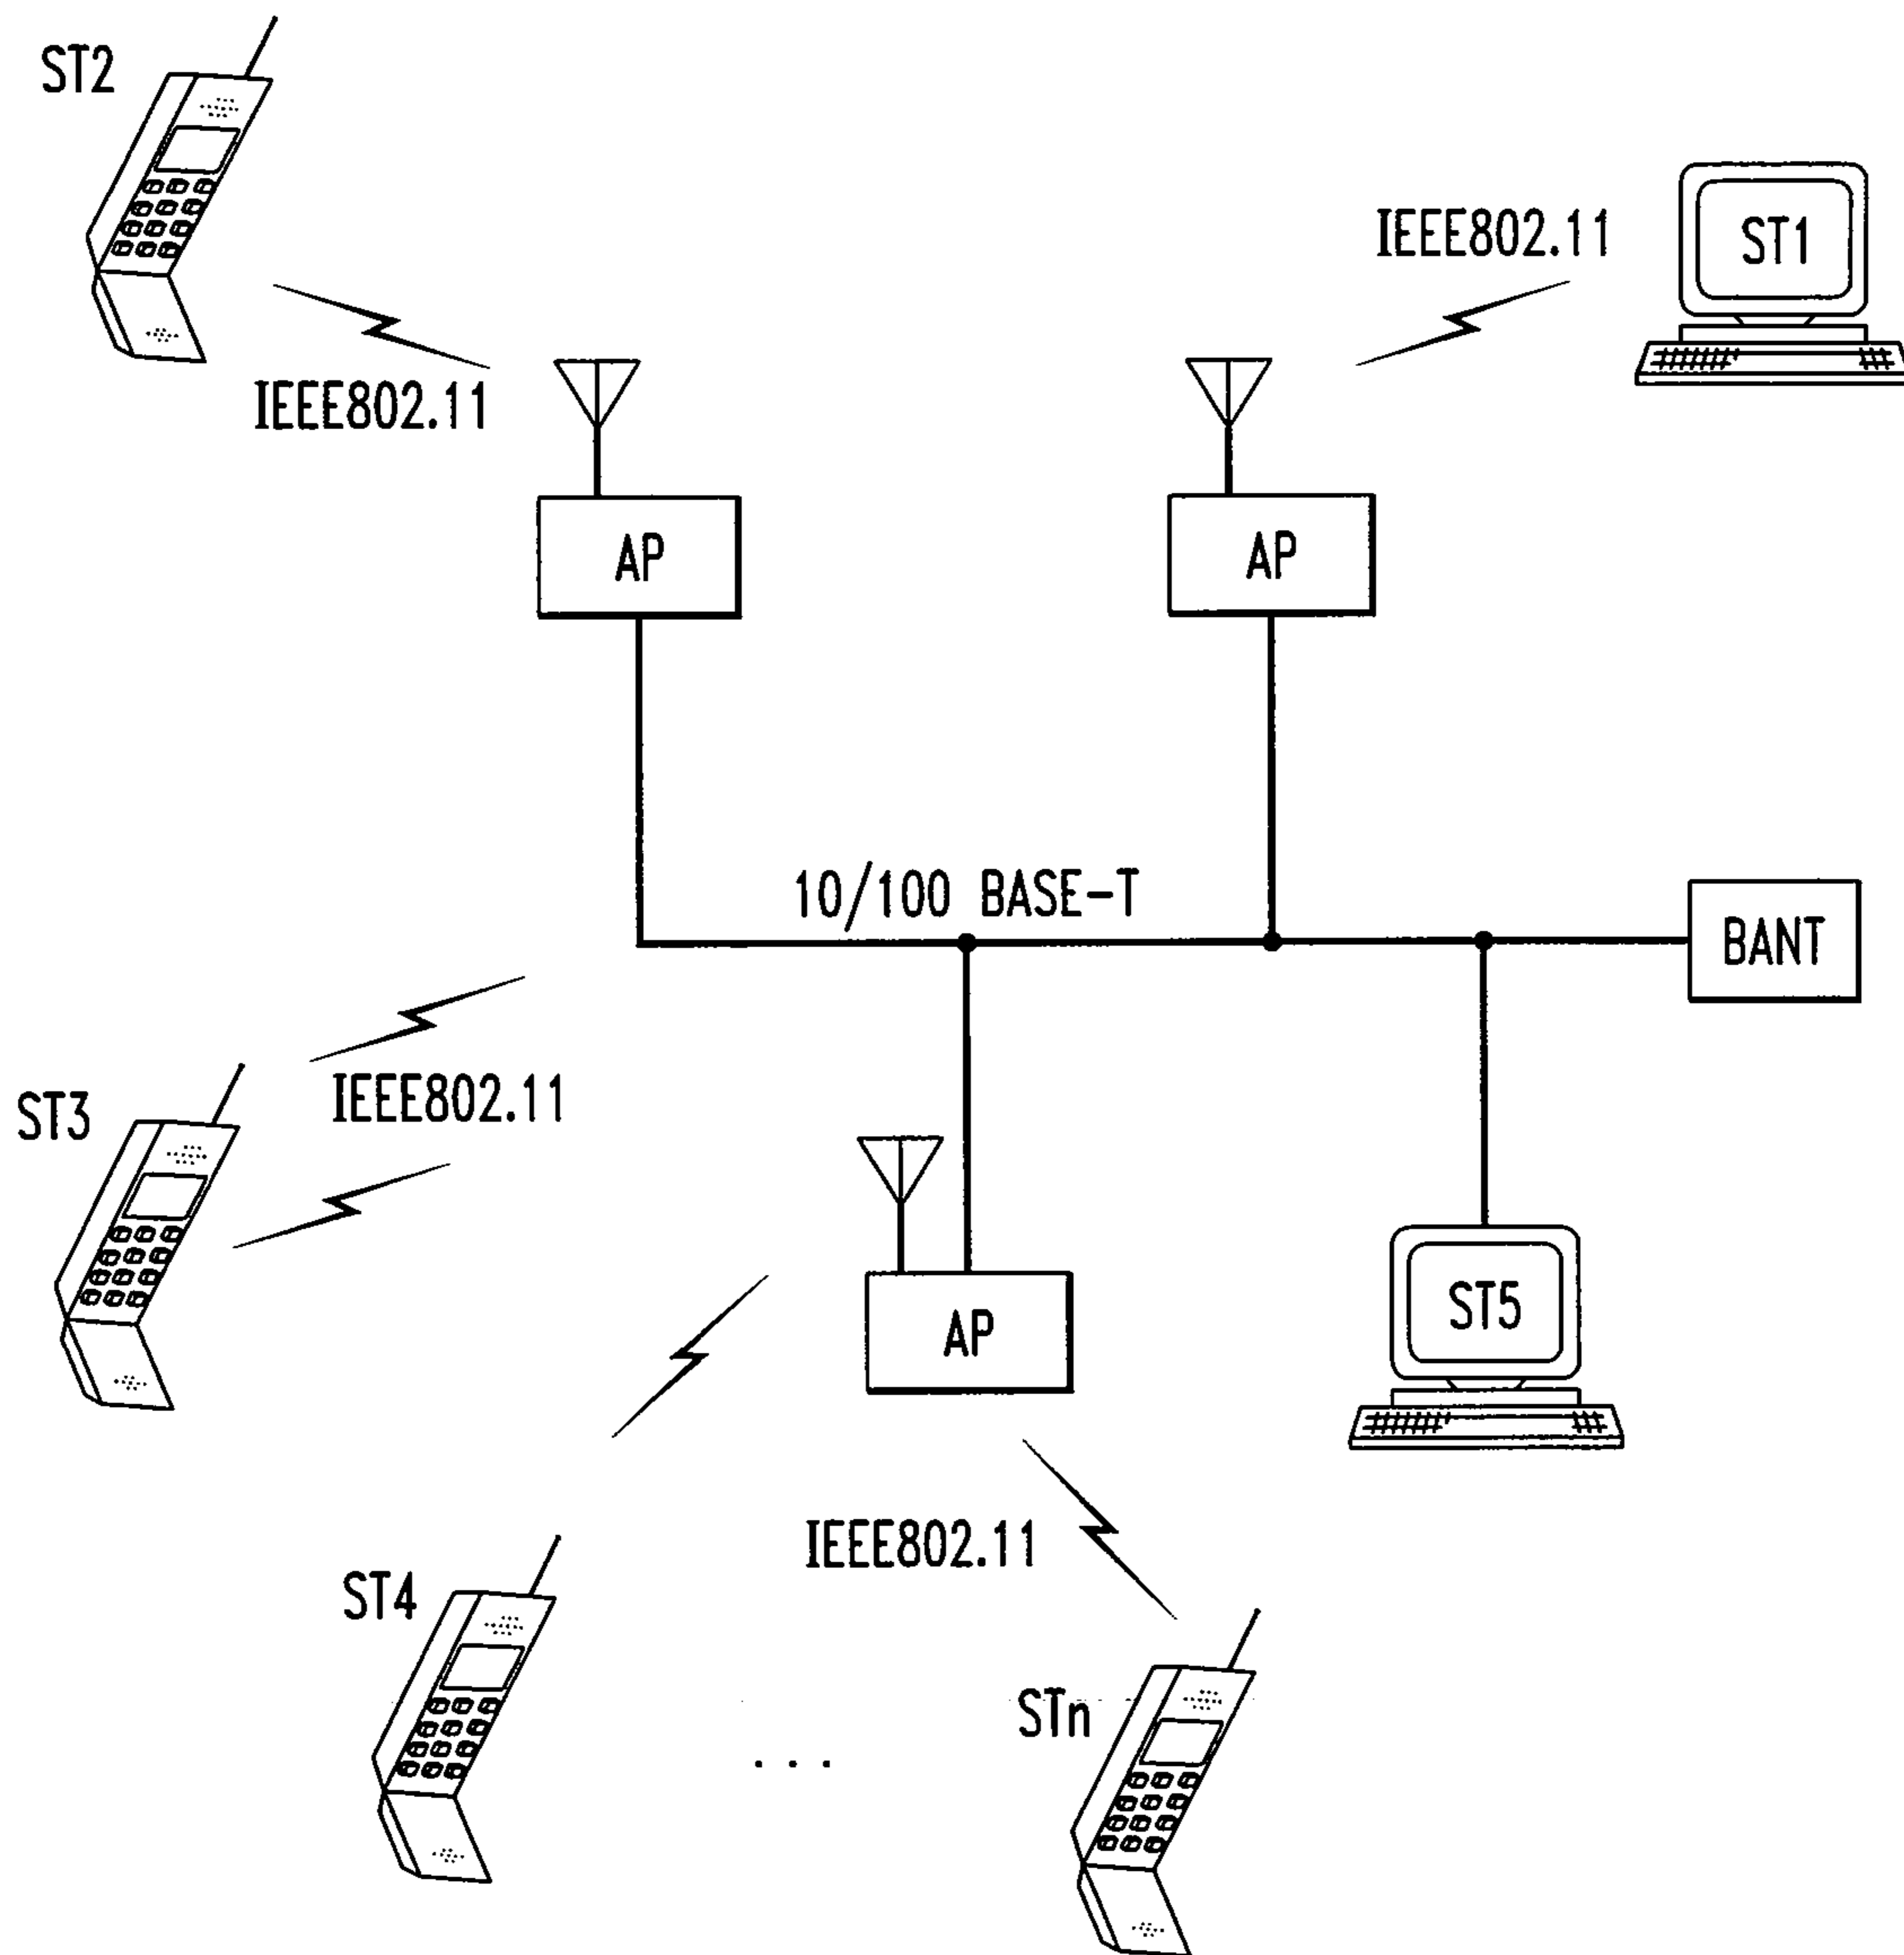 ST2
IEEE802.11
ST1
IEEE802.11
AP
AP
10/100 BASE-T
BANT
ST3
IEEE802.11
AP
ST5
IEEE802.11
ST4
STn
. . .